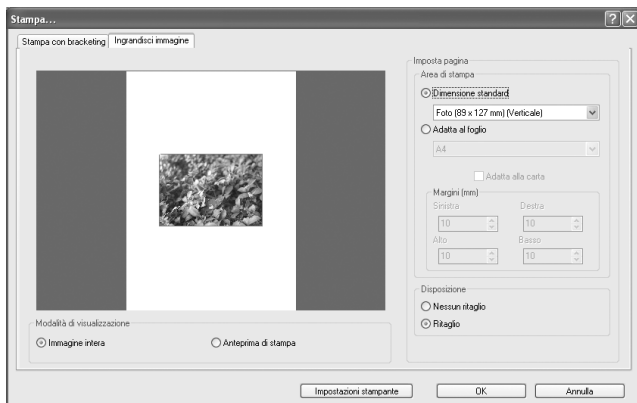 Stampa...
Stampa con bracketing
Ingrandisci immagine
Imposta pagina
Area di stampa
Dimensione standard
Foto (89 x 127 mm) (Verticale)
Adatta al foglio
A4
Adatta alla carta
Margini (mm)
Sinistra Destra
10 10
Alto Basso
10 10
Disposizione
Nessun ritaglio
Ritaglio
Modalità di visualizzazione
Immagine intera
Anteprima di stampa
Impostazioni stampante
OK
Annulla